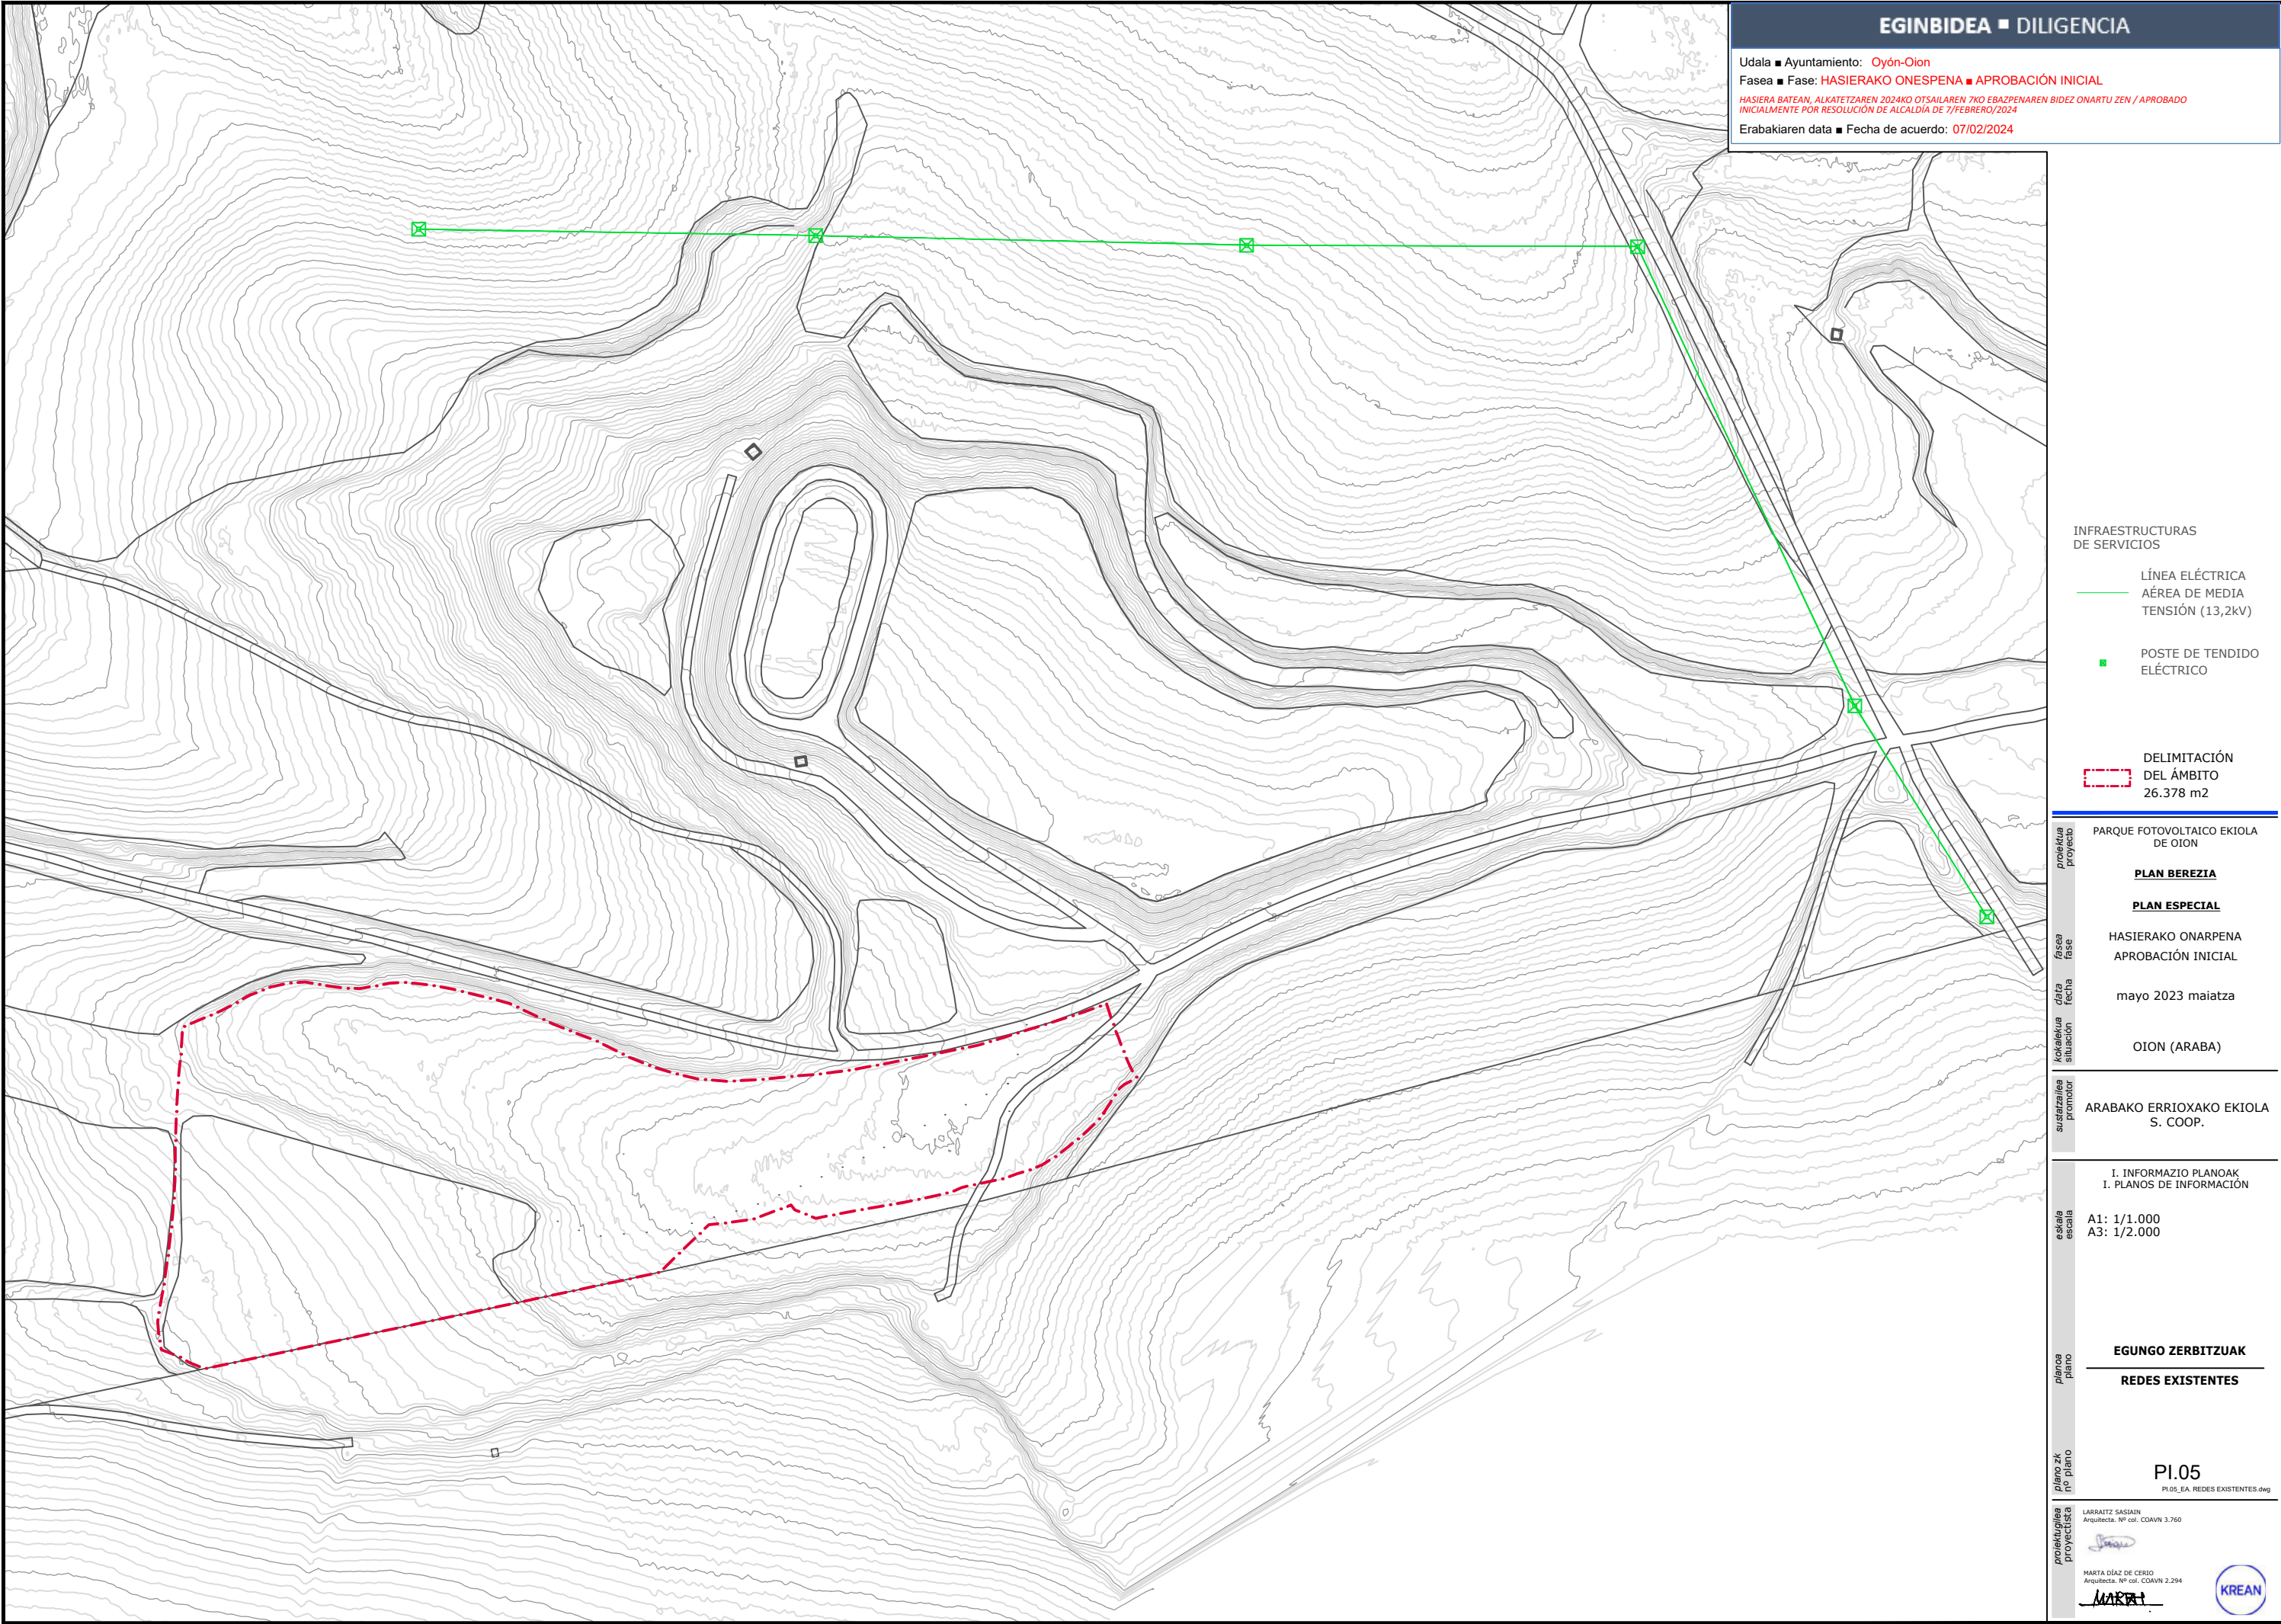 EGINBIDEA ■ DILIGENCIA
Udala ■ Ayuntamiento: Oyón-Oion
Fasea ■ Fase: HASIERAKO ONESPENA ■ APROBACIÓN INICIAL
HASIERA BATEAN, ALKATETZAREN 2024KO OTSAILAREN 7KO EBAZPENAREN BIDEZ ONARTU ZEN / APROBADO
INICIALMENTE POR RESOLUCIÓN DE ALCALDÍA DE 7/FEBRERO/2024
Erabakiaren data ■ Fecha de acuerdo: 07/02/2024
INFRAESTRUCTURAS
DE SERVICIOS
LÍNEA ELÉCTRICA
AÉREA DE MEDIA
TENSIÓN (13,2kV)
POSTE DE TENDIDO
ELÉCTRICO
DELIMITACIÓN
DEL ÁMBITO
26.378 m2
proiektua
proyecto
PARQUE FOTOVOLTAICO EKIOLA
DE OION
PLAN BEREZIA
PLAN ESPECIAL
fasea
fase
HASIERAKO ONARPENA
APROBACIÓN INICIAL
data
fecha
mayo 2023 maiatza
kokalekua
situación
OION (ARABA)
sustatzailea
promotor
ARABAKO ERRIOXAKO EKIOLA
S. COOP.
I. INFORMAZIO PLANOAK
I. PLANOS DE INFORMACIÓN
eskala
escala
A1: 1/1.000
A3: 1/2.000
planoa
plano
EGUNGO ZERBITZUAK
REDES EXISTENTES
plano zk
nº plano
PI.05
PI.05_EA. REDES EXISTENTES.dwg
proiektugilea
proyectista
LARRAITZ SASIAIN
Arquitecta. Nº col. COAVN 3.760
MARTA DÍAZ DE CERIO
Arquitecta. Nº col. COAVN 2.294
KREAN